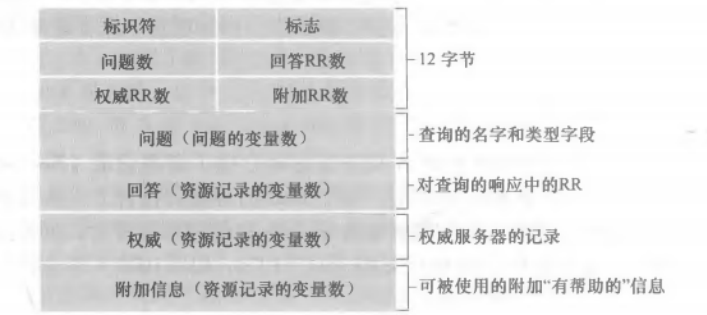 标识符 标志
问题数 回答RR数 12 字节
权威RR数 附加RR数
问题（问题的变量数） 查询的名字和类型字段
回答（资源记录的变量数） 对查询的响应中的RR
权威（资源记录的变量数） 权威服务器的记录
附加信息（资源记录的变量数） 可被使用的附加“有帮助的”信息